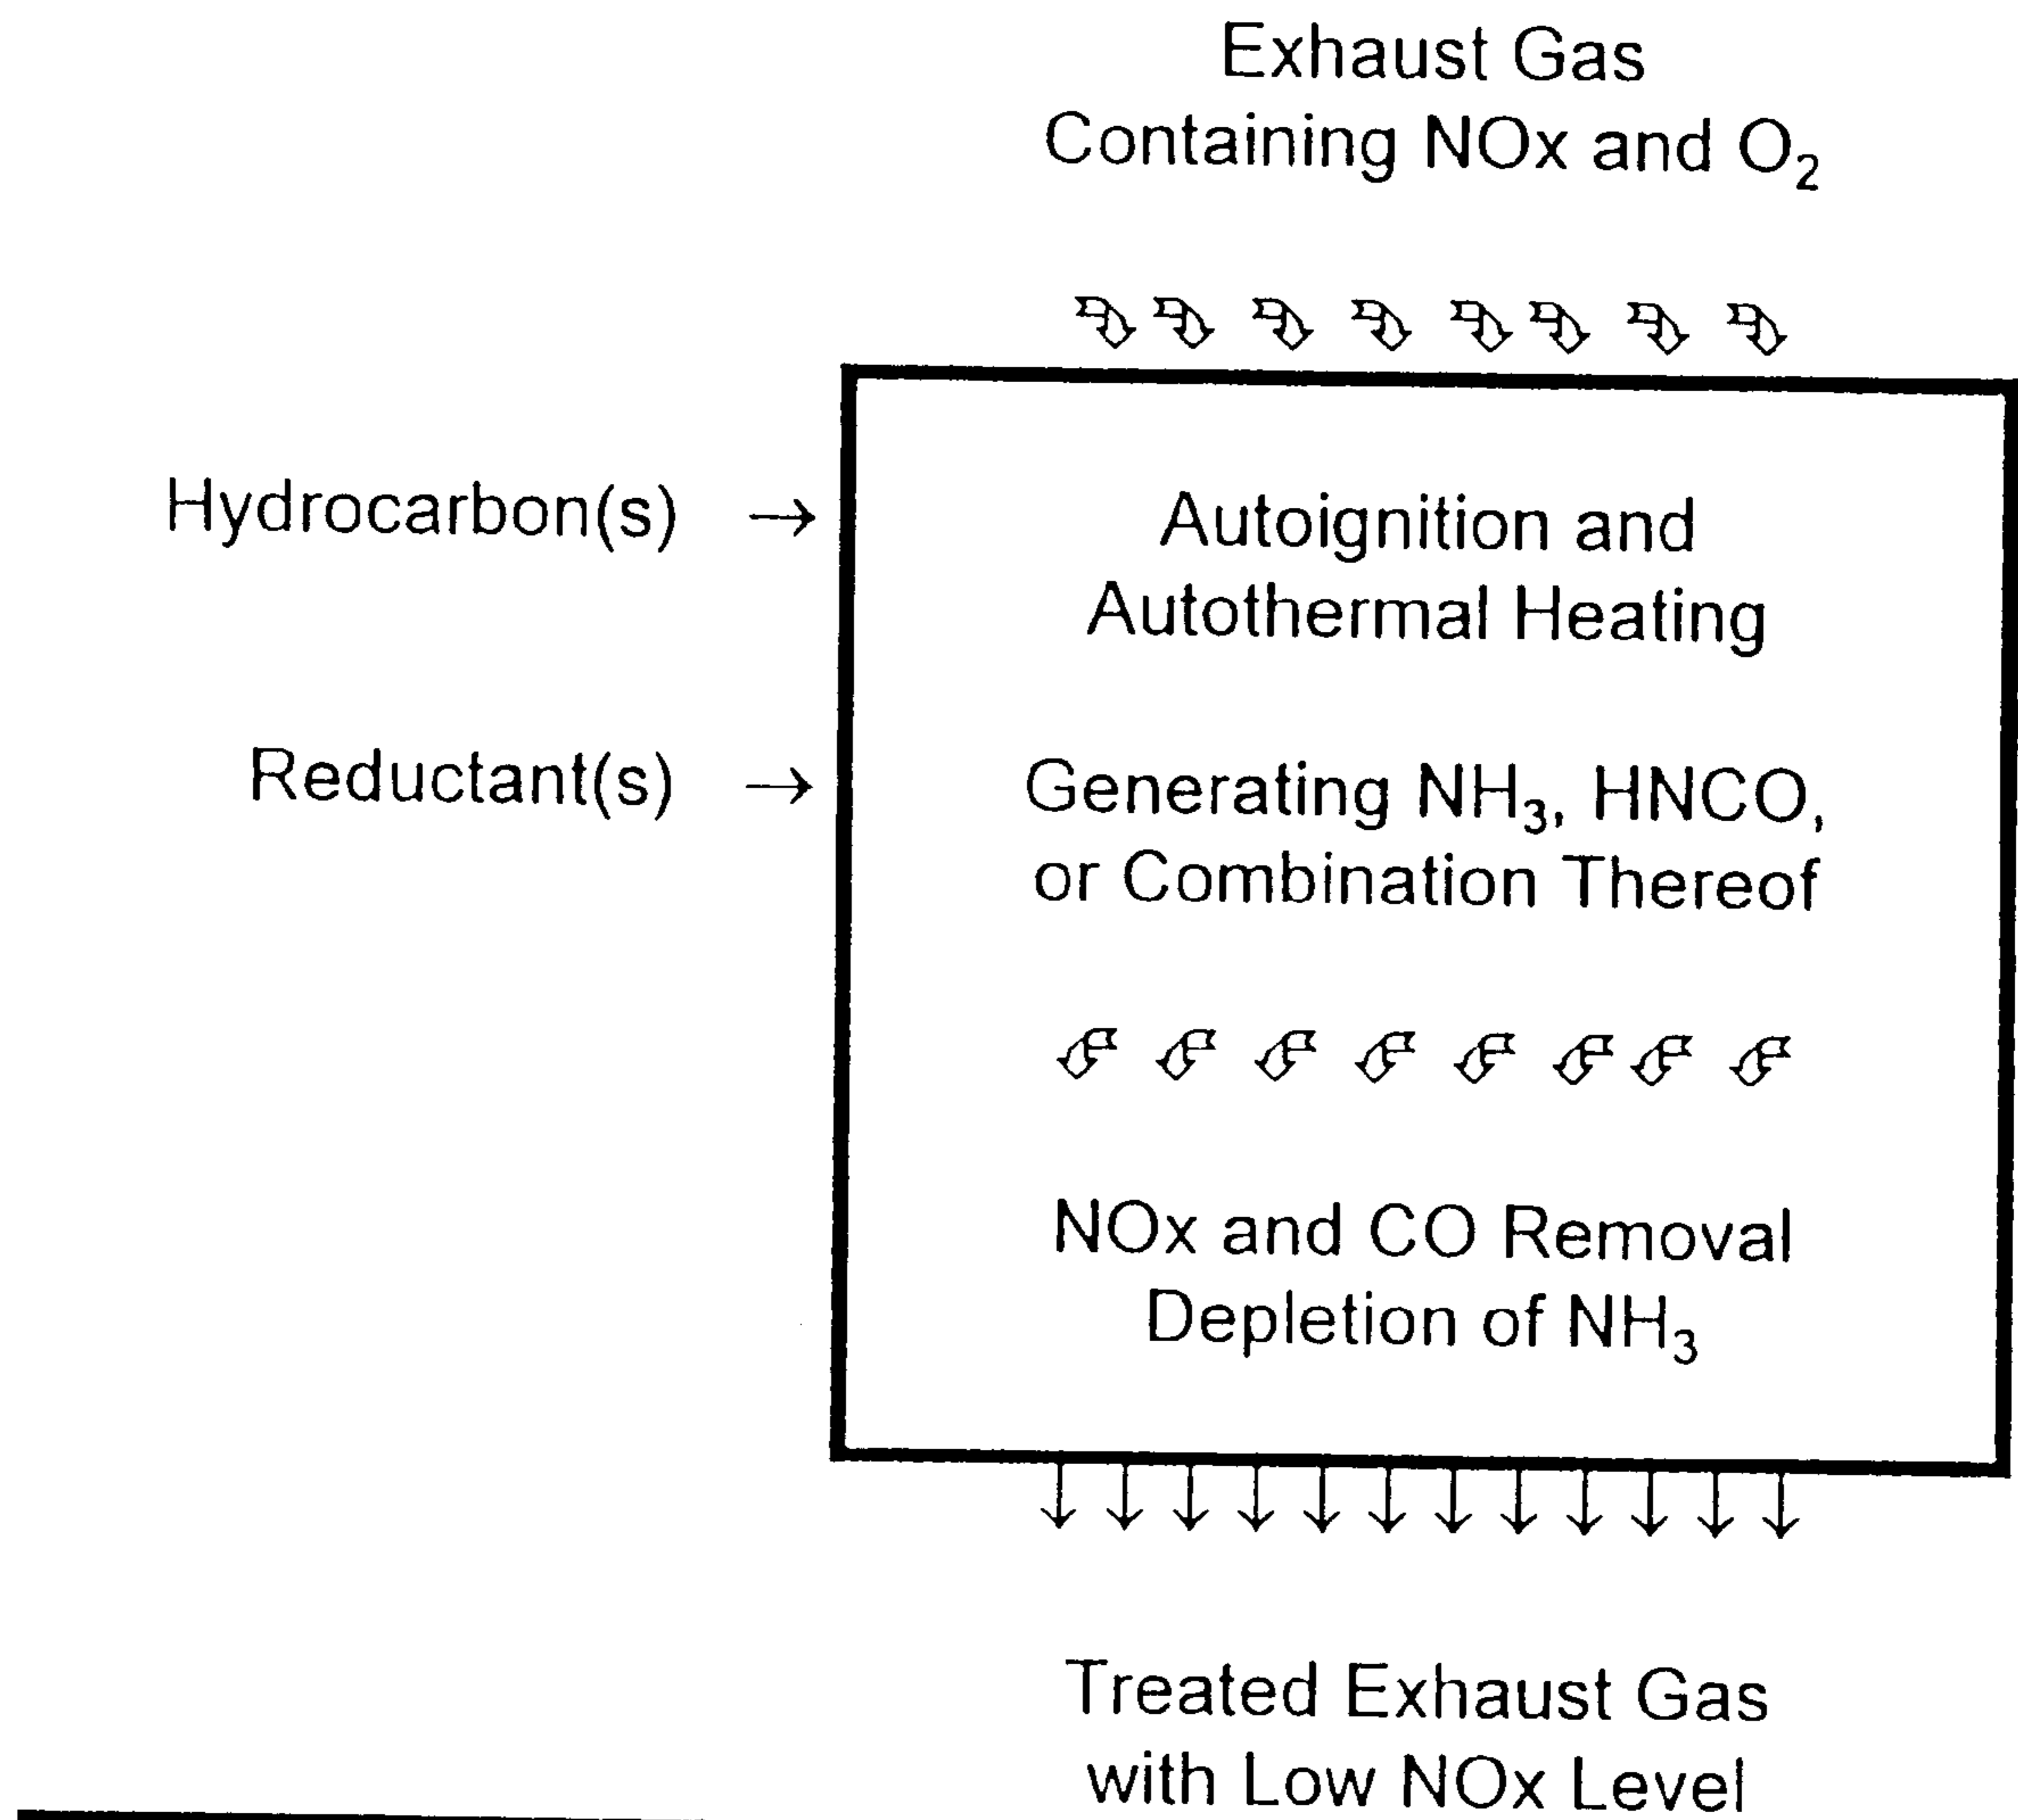 Exhaust Gas
Containing NOx and O₂
Hydrocarbon(s) →
Autoignition and
Autothermal Heating
Reductant(s) →
Generating NH₃, HNCO,
or Combination Thereof
NOx and CO Removal
Depletion of NH₃
Treated Exhaust Gas
with Low NOx Level